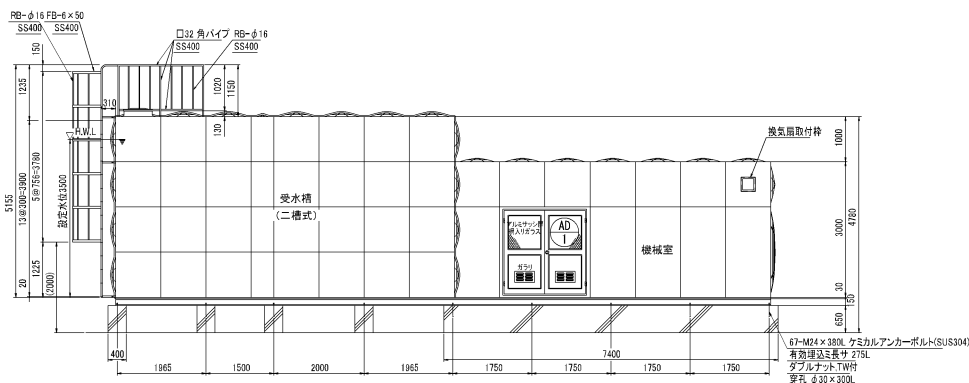 RB-φ16 FB-6×50
SS400 SS400
□32 角パイプ RB-φ16
SS400 SS400
150
1235
310
1020
1150
130
H.W.L
5155
13@300=3900
5@756=3780
設定水位3500
20
1225
(2000)
受水槽
(二槽式)
換気扇取付枠
1000
3000
4780
30
50
650
アルミサッシ戸
網入りガラス
AD
1
ガラリ
機械室
400
7400
1965
1500
2000
1965
1750
1750
1750
1750
67-M24×380L ケミカルアンカーボルト(SUS304)
有効埋込ミ長サ 275L
ダブルナット,TW付
穿孔 φ30×300L